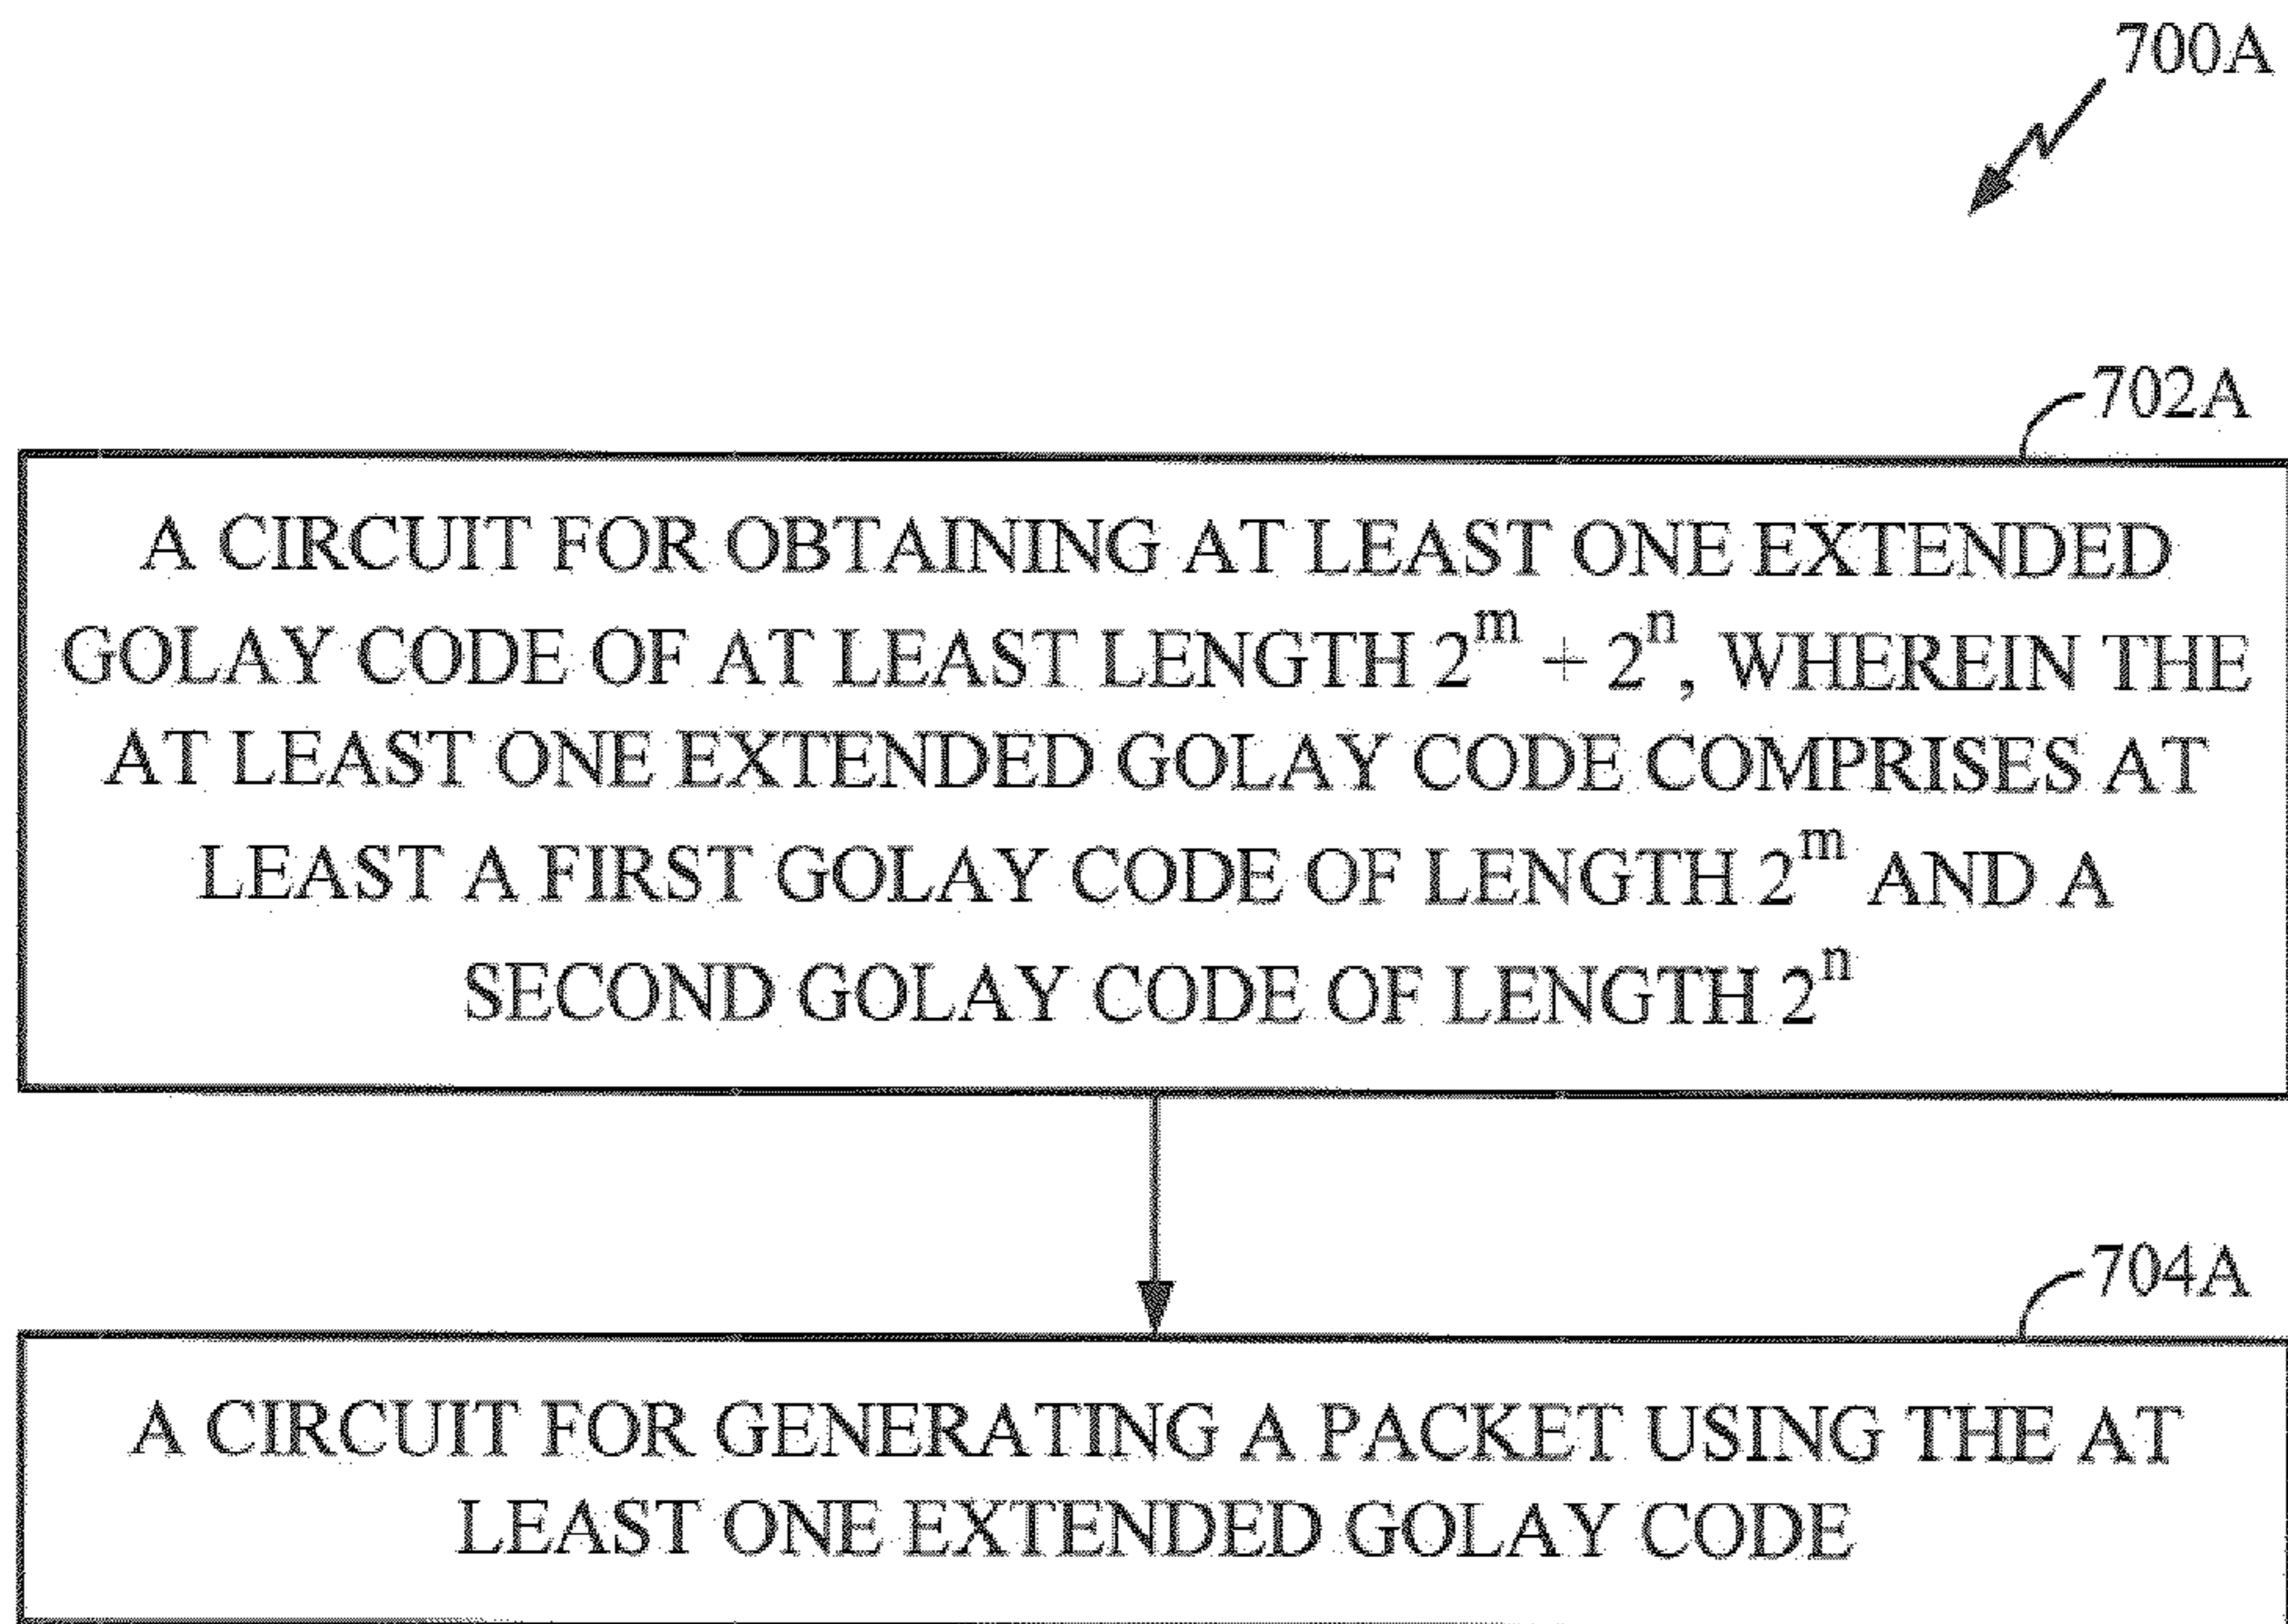 700A
702A
A CIRCUIT FOR OBTAINING AT LEAST ONE EXTENDED
GOLAY CODE OF AT LEAST LENGTH 2^m + 2^n, WHEREIN THE
AT LEAST ONE EXTENDED GOLAY CODE COMPRISES AT
LEAST A FIRST GOLAY CODE OF LENGTH 2^m AND A
SECOND GOLAY CODE OF LENGTH 2^n
704A
A CIRCUIT FOR GENERATING A PACKET USING THE AT
LEAST ONE EXTENDED GOLAY CODE